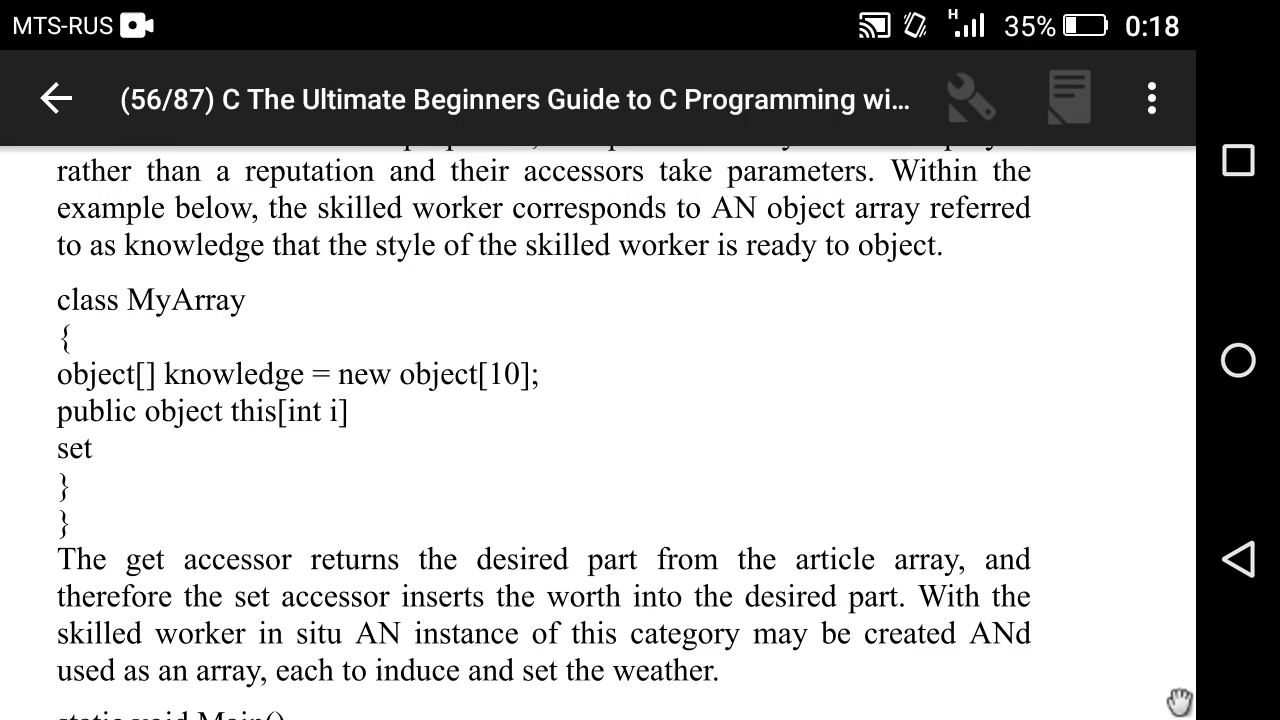 MTS-RUS
H
35%
0:18
(56/87) C The Ultimate Beginners Guide to C Programming wi...
rather than a reputation and their accessors take parameters. Within the
example below, the skilled worker corresponds to AN object array referred
to as knowledge that the style of the skilled worker is ready to object.
class MyArray
{
object[] knowledge = new object[10];
public object this[int i]
set
}
}
The get accessor returns the desired part from the article array, and
therefore the set accessor inserts the worth into the desired part. With the
skilled worker in situ AN instance of this category may be created ANd
used as an array, each to induce and set the weather.
static void Main()